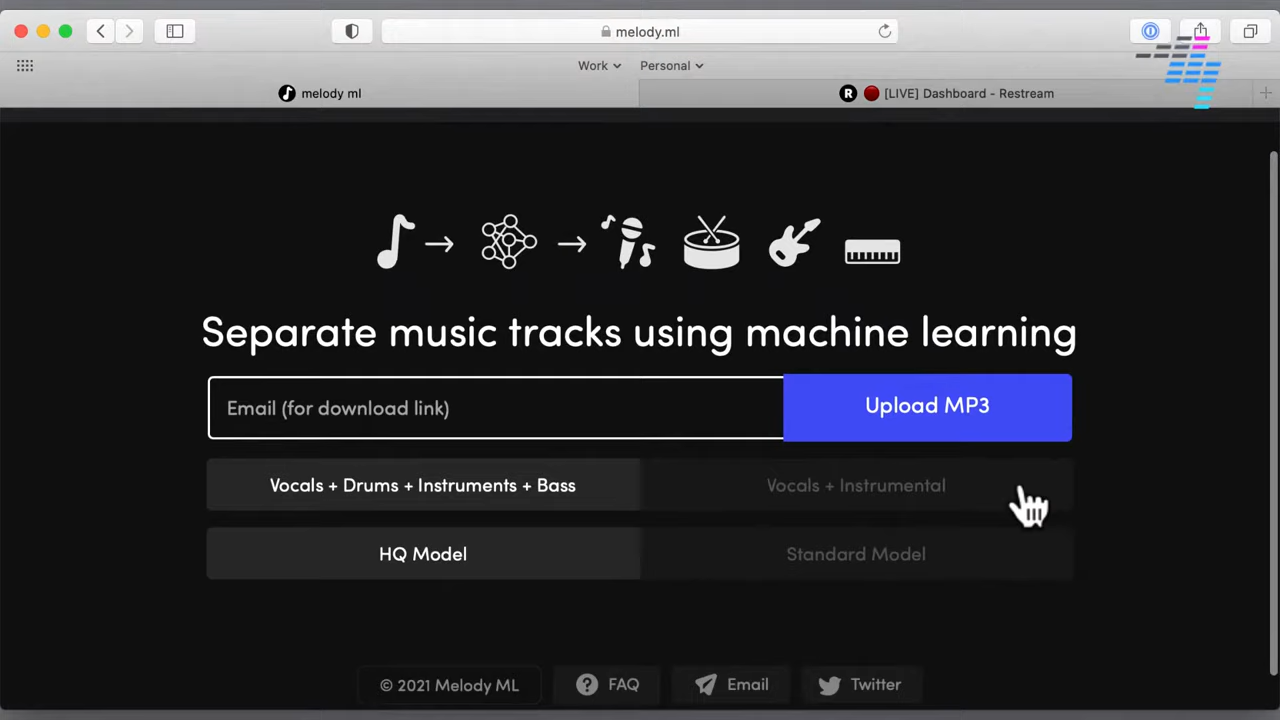 melody.ml
Work Personal
melody ml
R [LIVE] Dashboard - Restream
Separate music tracks using machine learning
Email (for download link) Upload MP3
Vocals + Drums + Instruments + Bass Vocals + Instrumental
HQ Model Standard Model
© 2021 Melody ML FAQ Email Twitter